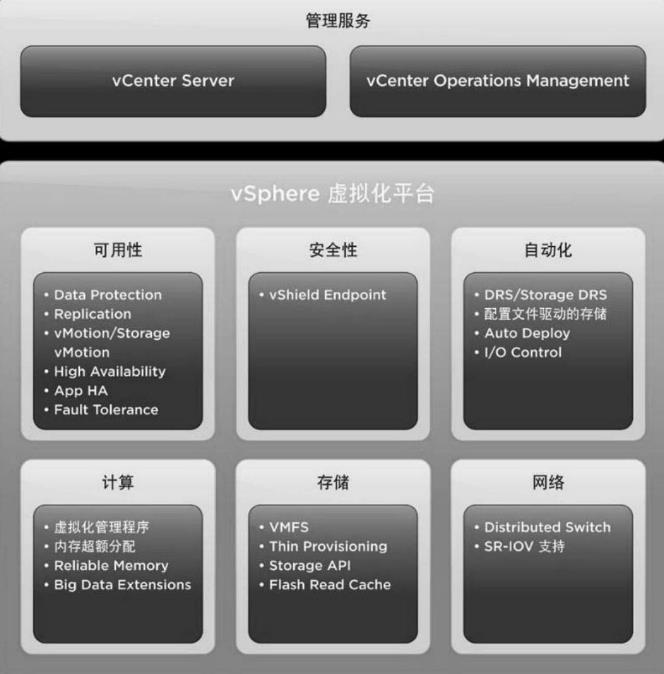 管理服务
vCenter Server
vCenter Operations Management
vSphere 虚拟化平台
可用性
• Data Protection
• Replication
• vMotion/Storage
vMotion
• High Availability
• App HA
• Fault Tolerance
安全性
• vShield Endpoint
自动化
• DRS/Storage DRS
• 配置文件驱动的存储
• Auto Deploy
• I/O Control
计算
• 虚拟化管理程序
• 内存超额分配
• Reliable Memory
• Big Data Extensions
存储
• VMFS
• Thin Provisioning
• Storage API
• Flash Read Cache
网络
• Distributed Switch
• SR-IOV 支持